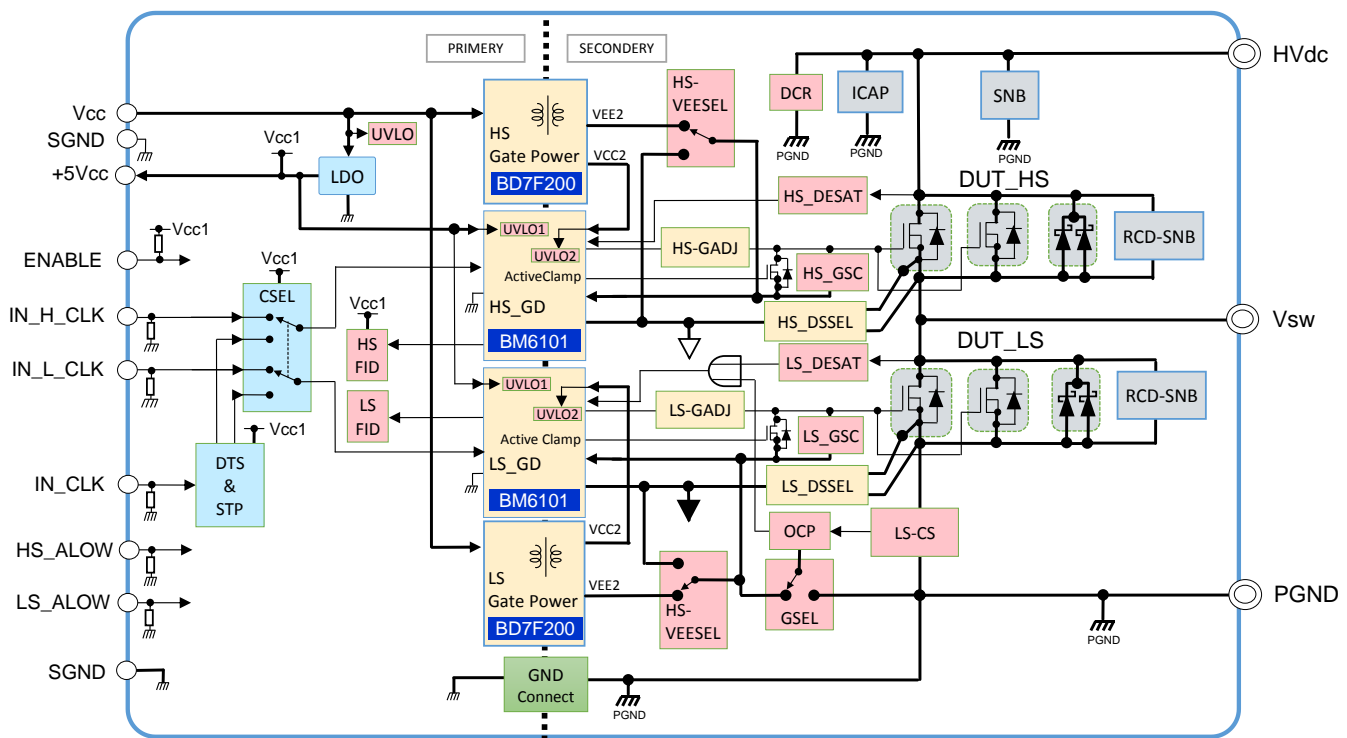 PRIMERY
SECONDERY
HVdc
Vcc
SGND
+5Vcc
Vcc1
UVLO
LDO
HS
Gate Power
BD7F200
VEE2
VCC2
HS-
VEESEL
DCR
PGND
ICAP
PGND
SNB
PGND
DUT_HS
HS_DESAT
RCD-SNB
Vcc1
ENABLE
UVLO1
UVLO2
ActiveClamp
HS_GD
BM6101
HS-GADJ
HS_GSC
HS_DSSEL
Vcc1
CSEL
IN_H_CLK
Vcc1
HS
FID
Vsw
IN_L_CLK
DUT_LS
LS_DESAT
RCD-SNB
LS
FID
UVLO1
UVLO2
Active Clamp
LS_GD
BM6101
LS-GADJ
LS_GSC
LS_DSSEL
Vcc1
DTS
&
STP
IN_CLK
HS_ALOW
LS_ALOW
LS
Gate Power
BD7F200
VCC2
VEE2
HS-
VEESEL
OCP
LS-CS
GSEL
PGND
PGND
SGND
GND
Connect
PGND